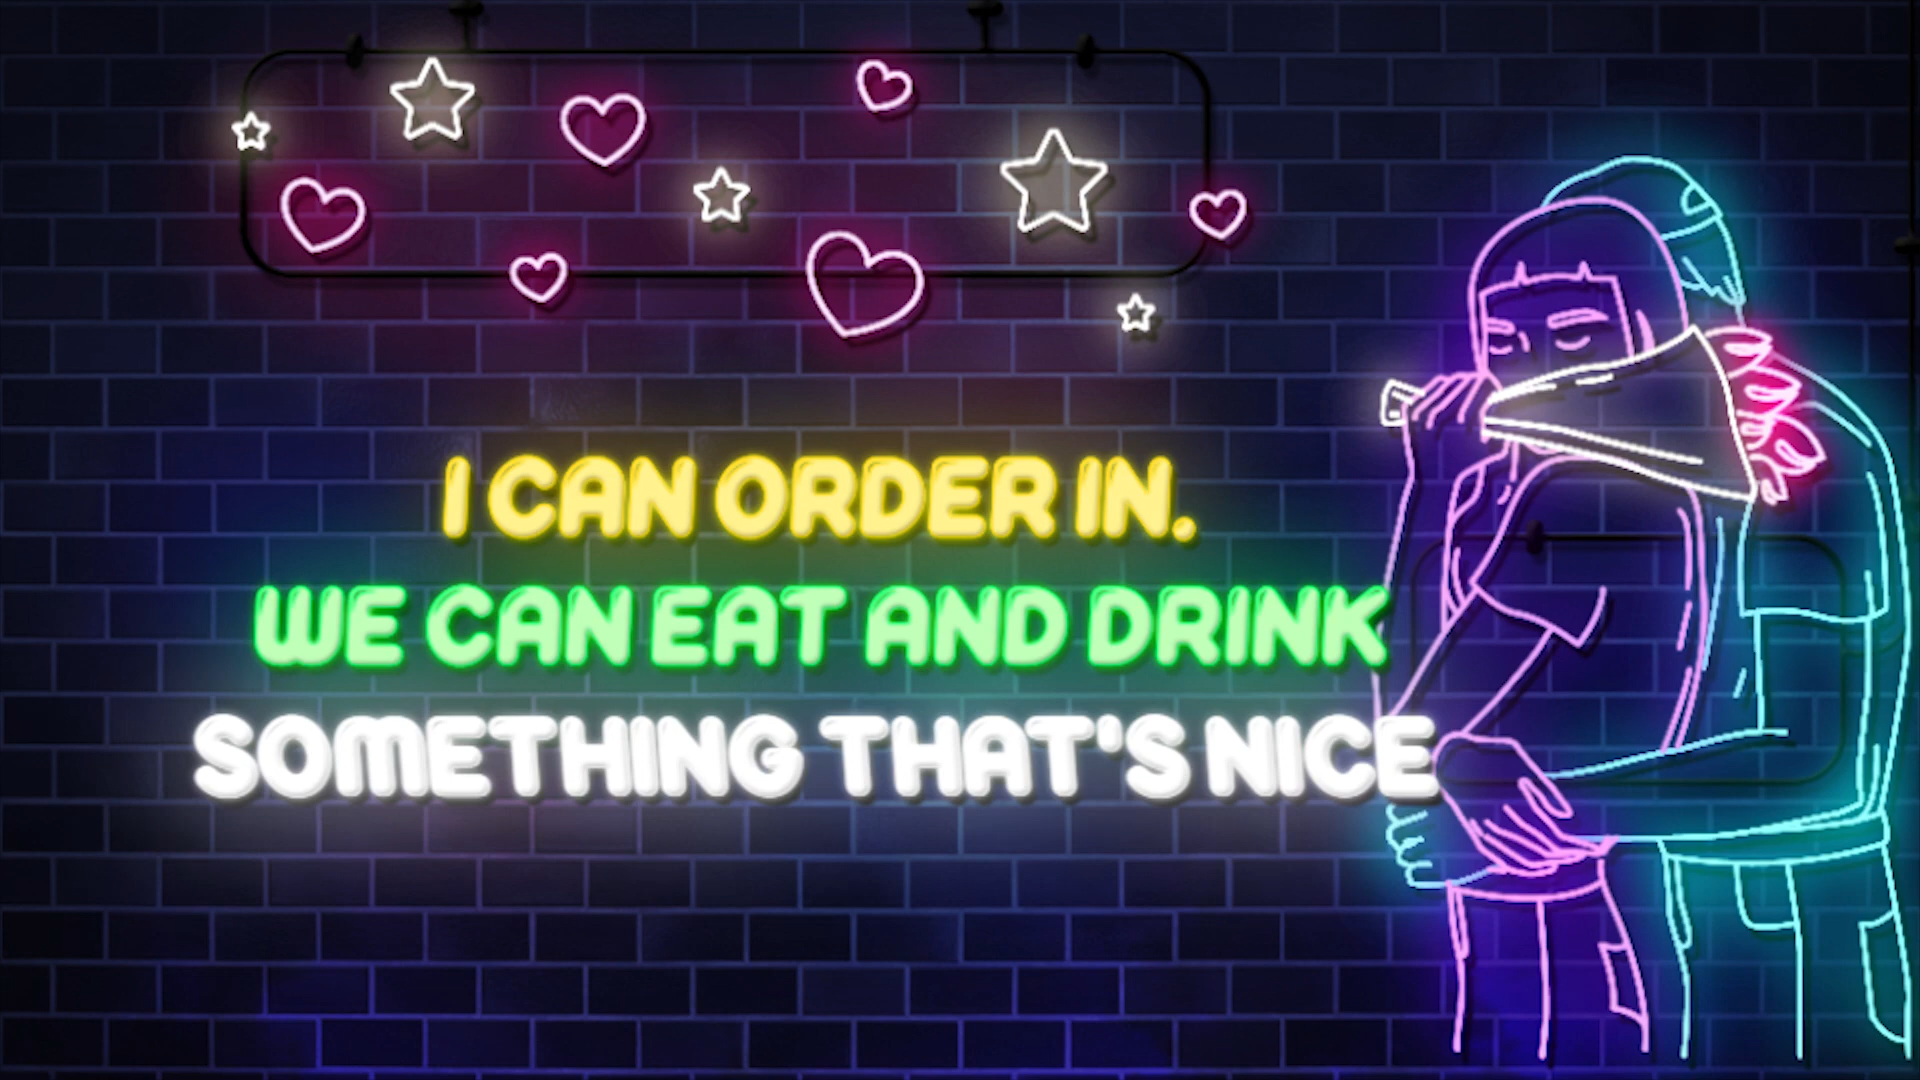 I CAN ORDER IN.
WE CAN EAT AND DRINK
SOMETHING THAT'S NICE